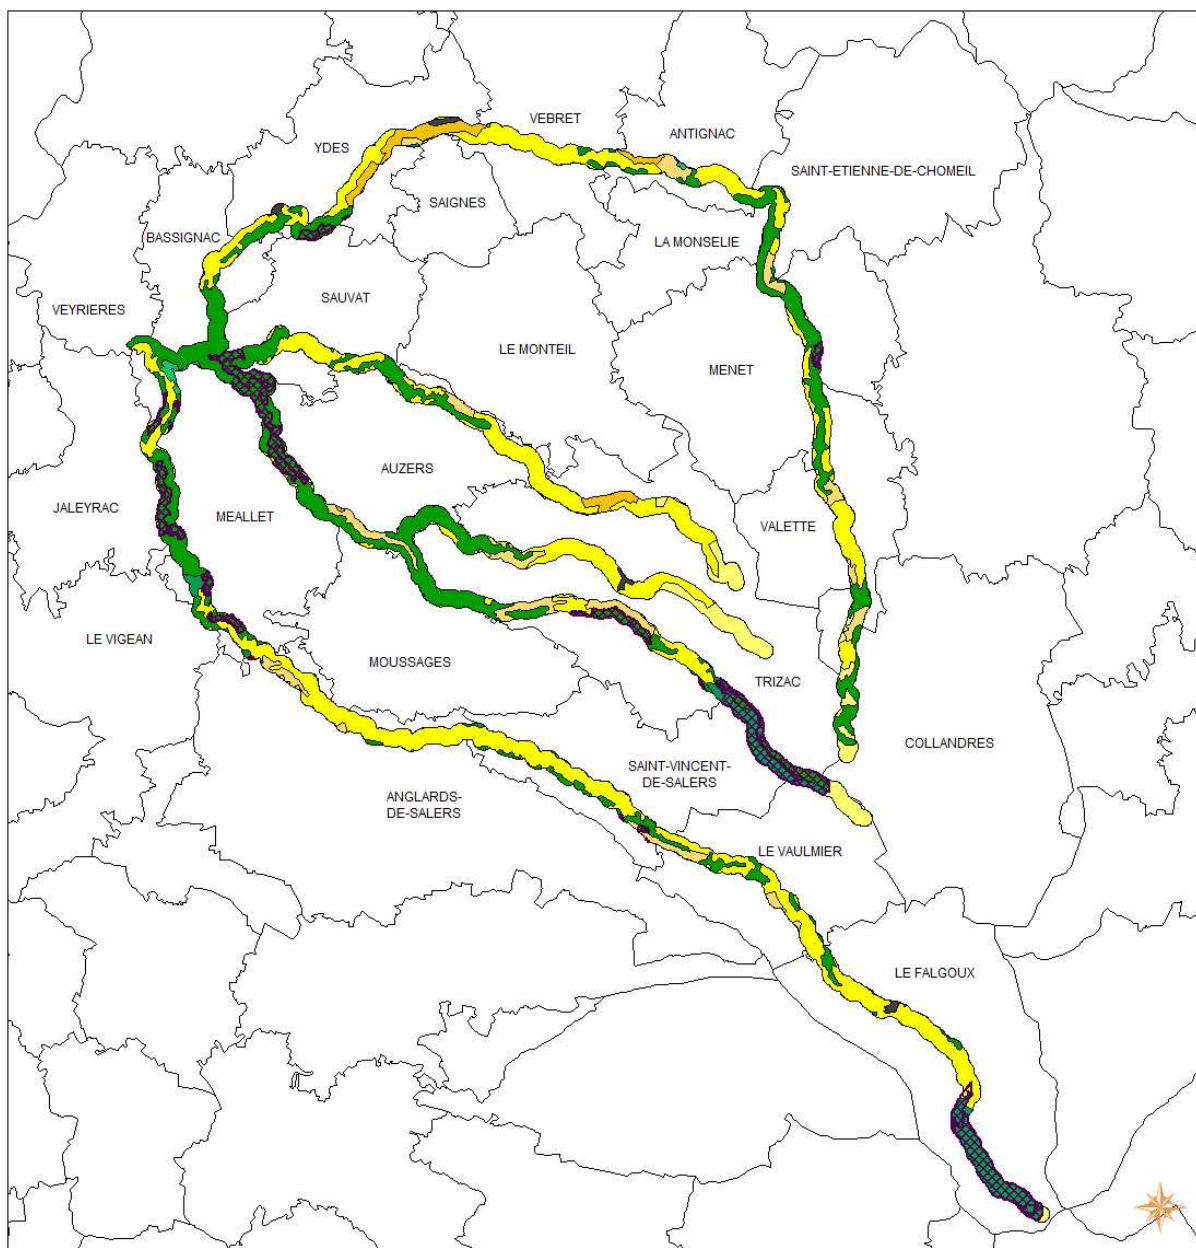 VEBRET
ANTIGNAC
YDES
SAINT-ETIENNE-DE-CHOMEIL
SAIGNES
BASSIGNAC
LA MONSELIE
SAUVAT
VEYRIERES
LE MONTEIL
MENET
AUZERS
JALEYRAC
MEALLET
VALETTE
LE VIGEAN
MOUSSAGES
TRIZAC
COLLANDRES
SAINT-VINCENT-
DE-SALERS
ANGLARDS-
DE-SALERS
LE VAULMIER
LE FALGOUX